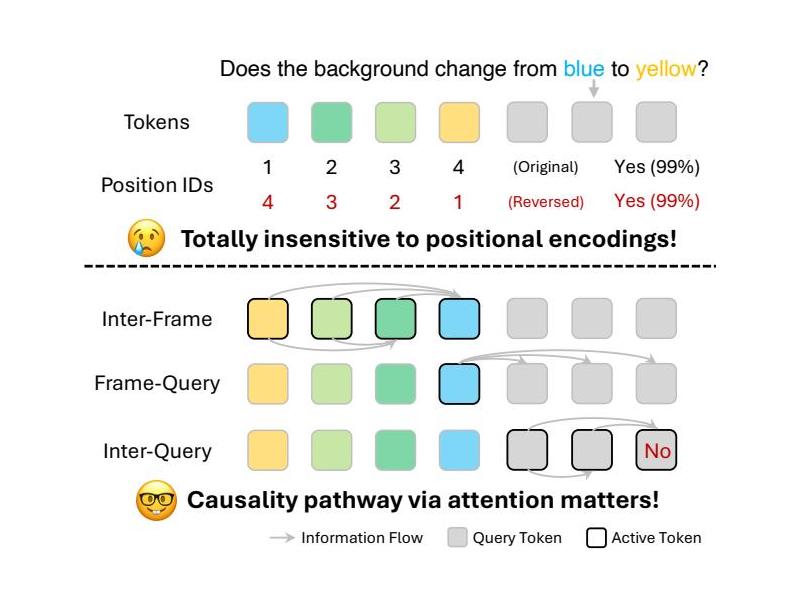 Does the background change from blue to yellow?
Tokens
Position IDs
1 2 3 4 (Original) Yes (99%)
4 3 2 1 (Reversed) Yes (99%)
Totally insensitive to positional encodings!
Inter-Frame
Frame-Query
Inter-Query No
Causality pathway via attention matters!
Information Flow Query Token Active Token